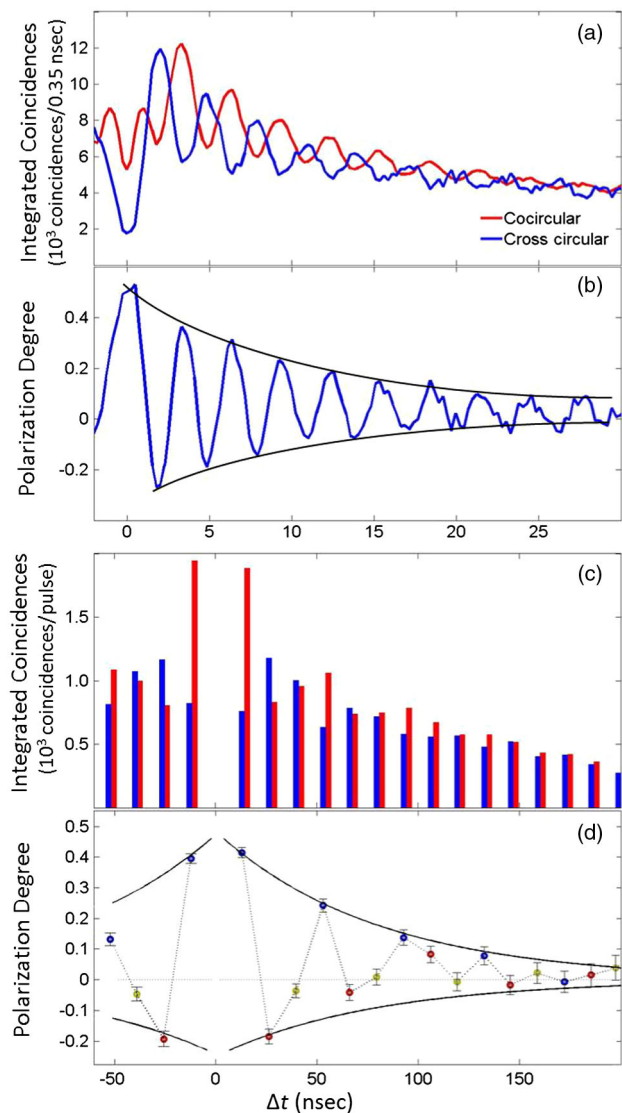 (a)
Integrated Coincidences
(10³ coincidences/0.35 nsec)
12
10
8
6
4
2
Cocircular
Cross circular
(b)
Polarization Degree
0.4
0.2
0
-0.2
0 5 10 15 20 25
(c)
Integrated Coincidences
(10³ coincidences/pulse)
1.5
1.0
0.5
(d)
Polarization Degree
0.5
0.4
0.3
0.2
0.1
0
-0.1
-0.2
-50 0 50 100 150
Δt (nsec)